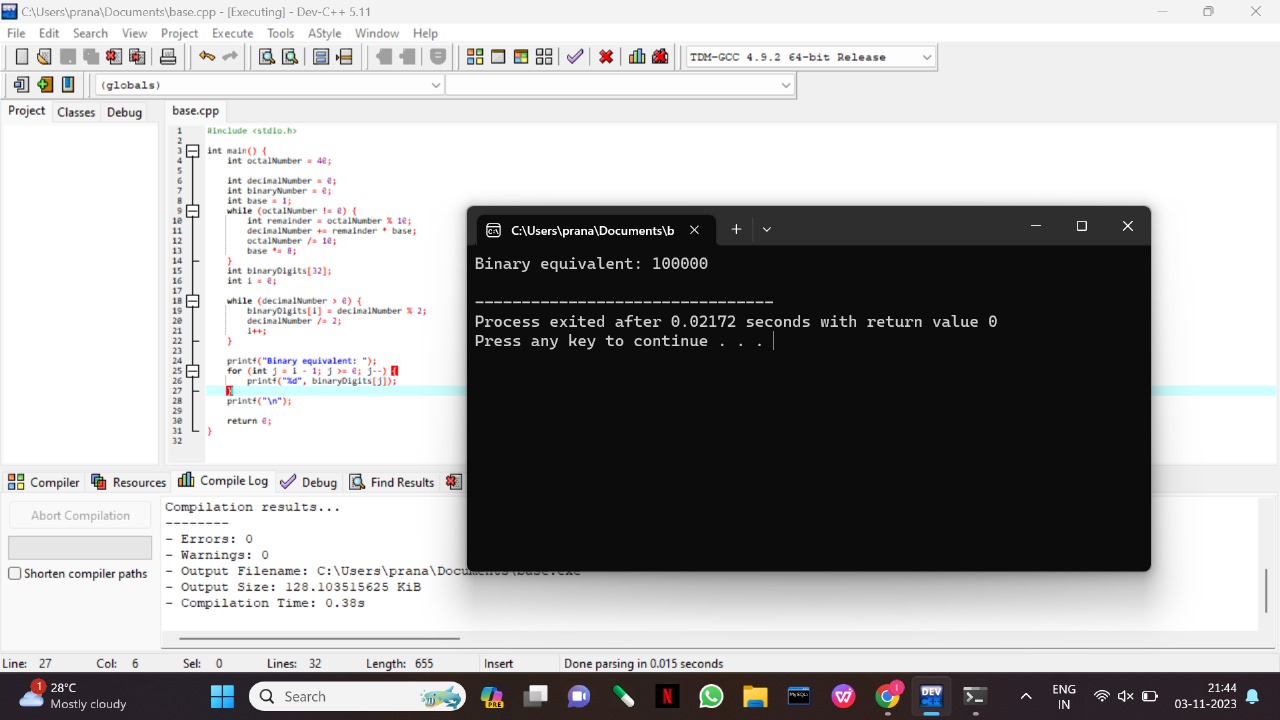 C:\Users\prana\Documents\base.cpp - [Executing] - Dev-C++ 5.11
File Edit Search View Project Execute Tools AStyle Window Help
TDM-GCC 4.9.2 64-bit Release
(globals)
Project Classes Debug
base.cpp
1 #include <stdio.h>
2
3 int main() {
4 int octalNumber = 40;
5
6 int decimalNumber = 0;
7 int binaryNumber = 0;
8 int base = 1;
9 while (octalNumber != 0) {
10 int remainder = octalNumber % 10;
11 decimalNumber += remainder * base;
12 octalNumber /= 10;
13 base *= 8;
14 }
15 int binaryDigits[32];
16 int i = 0;
17
18 while (decimalNumber > 0) {
19 binaryDigits[i] = decimalNumber % 2;
20 decimalNumber /= 2;
21 i++;
22 }
23
24 printf("Binary equivalent: ");
25 for (int j = i - 1; j >= 0; j--) {
26 printf("%d", binaryDigits[j]);
27 }
28 printf("\n");
29
30 return 0;
31 }
32
C:\Users\prana\Documents\b
Binary equivalent: 100000
--------------------------------
Process exited after 0.02172 seconds with return value 0
Press any key to continue . . .
Compiler Resources Compile Log Debug Find Results
Abort Compilation
Shorten compiler paths
Compilation results...
--------
- Errors: 0
- Warnings: 0
- Output Filename: C:\Users\prana\Documents\base.exe
- Output Size: 128.103515625 KiB
- Compilation Time: 0.38s
Line: 27 Col: 6 Sel: 0 Lines: 32 Length: 655 Insert Done parsing in 0.015 seconds
1
28°C
Mostly cloudy
Search
PRE
N
MySQL
W
1
DEV
ENG
IN
21:44
03-11-2023